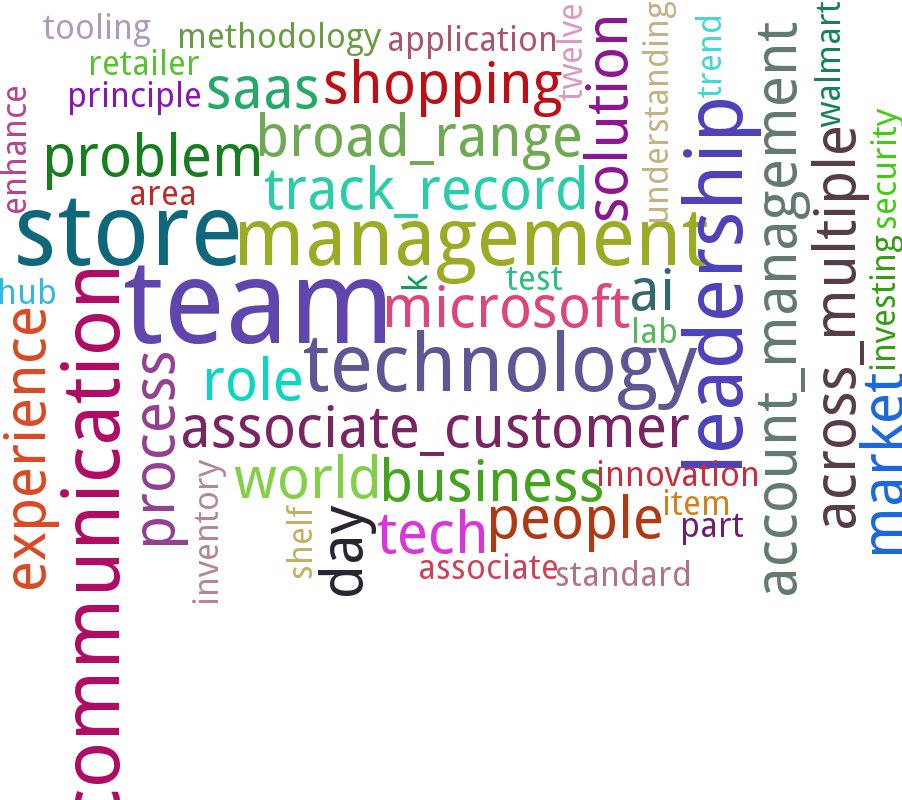 tooling
methodology
application
twelve
solution
understanding
trend
account_management
walmart
retailer
principle
saas
shopping
enhance
problem
broad_range
area
track_record
leadership
across_multiple
security
store
management
investing
hub
team
k
test
microsoft
ai
lab
experience
communication
process
role
technology
market
associate_customer
world
business
innovation
inventory
shelf
day
tech
people
item
part
associate
standard